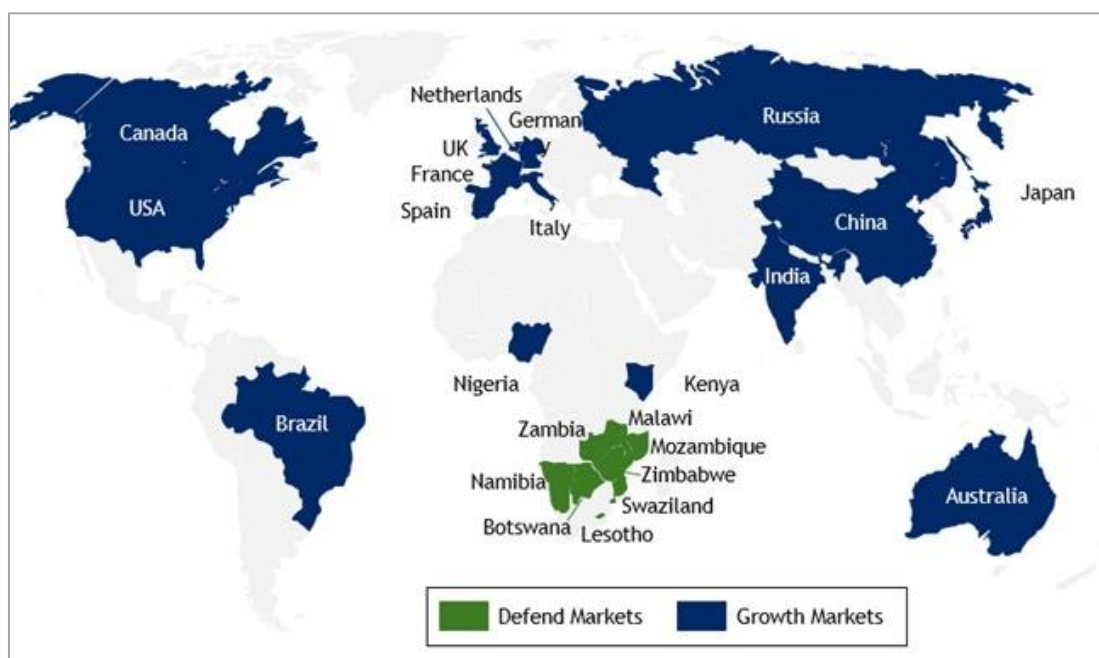 Canada
USA
Netherlands
German
y
UK
France
Spain
Italy
Russia
Japan
China
India
Nigeria
Kenya
Brazil
Malawi
Zambia
Mozambique
Zimbabwe
Namibia
Swaziland
Botswana
Lesotho
Australia
Defend Markets
Growth Markets